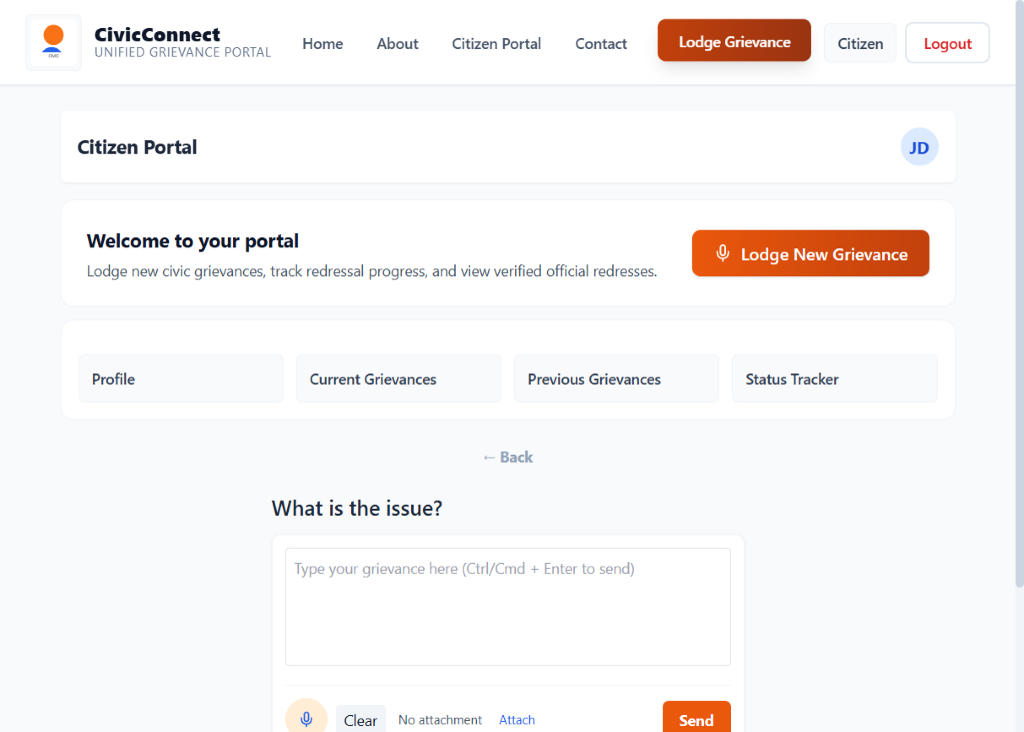 CivicConnect
UNIFIED GRIEVANCE PORTAL
Home
About
Citizen Portal
Contact
Lodge Grievance
Citizen
Logout
Citizen Portal
JD
Welcome to your portal
Lodge new civic grievances, track redressal progress, and view verified official redresses.
Lodge New Grievance
Profile
Current Grievances
Previous Grievances
Status Tracker
← Back
What is the issue?
Type your grievance here (Ctrl/Cmd + Enter to send)
Clear
No attachment
Attach
Send